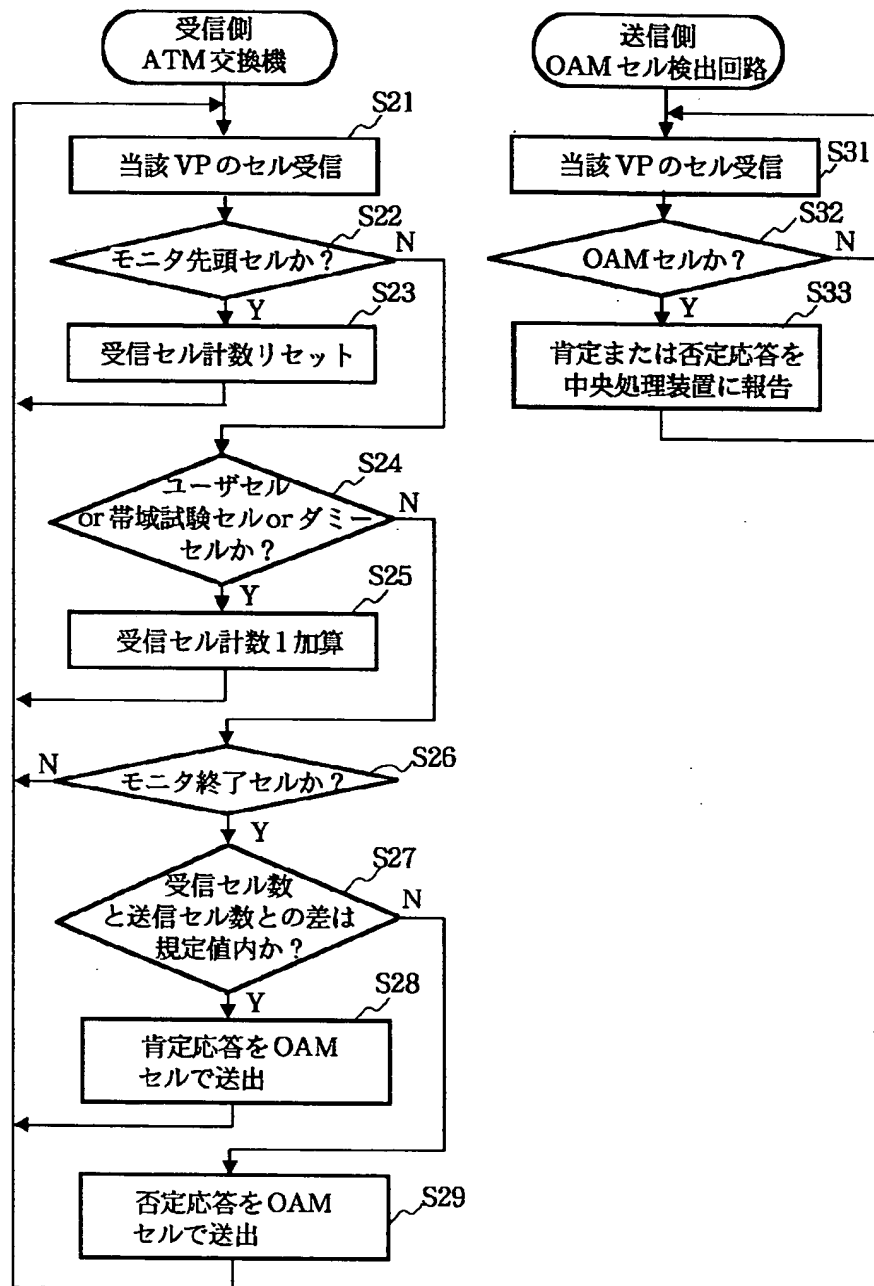 受信側
ATM交換機
S21
当該VPのセル受信
S22
モニタ先頭セルか？
N
Y
S23
受信セル計数リセット
S24
ユーザセル
or帯域試験セルorダミー
セルか？
N
Y
S25
受信セル計数1加算
S26
モニタ終了セルか？
N
Y
S27
受信セル数
と送信セル数との差は
規定値内か？
N
Y
S28
肯定応答をOAM
セルで送出
S29
否定応答をOAM
セルで送出
送信側
OAMセル検出回路
S31
当該VPのセル受信
S32
OAMセルか？
N
Y
S33
肯定または否定応答を
中央処理装置に報告